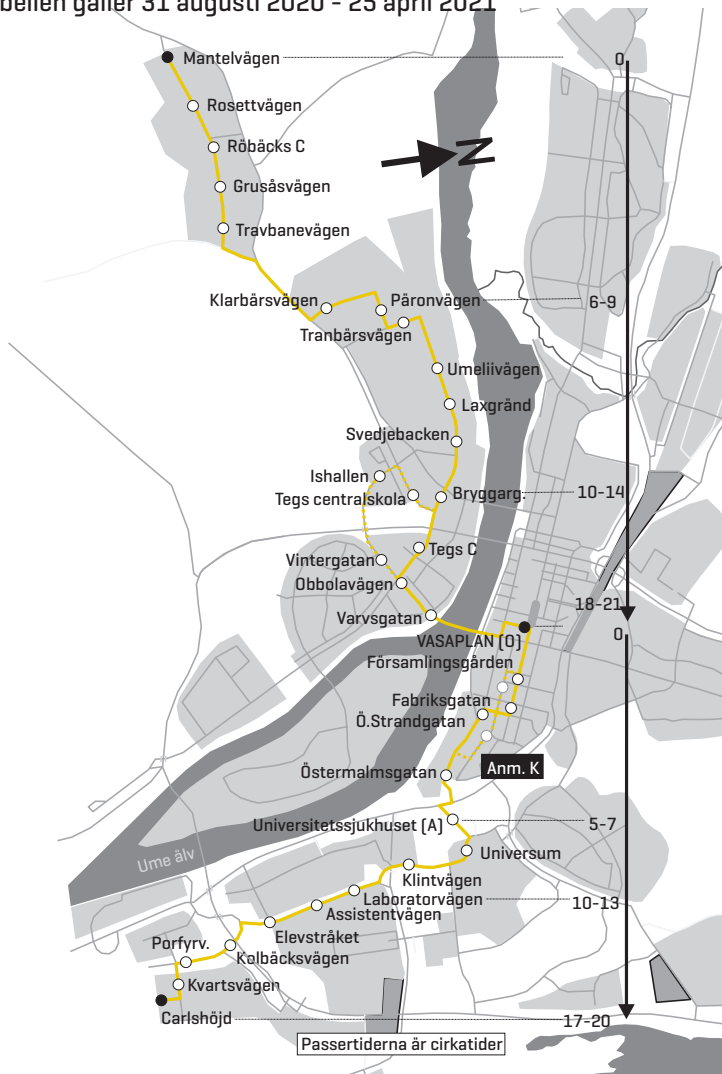 bellen gäller 31 augusti 2020 - 25 april 2021
Mantelvägen 0
Rosettvägen
Röbäcks C
N
Grusåsvägen
Travbanevägen
Klarbärsvägen Päronvägen 6-9
Tranbärsvägen
Umeliivägen
Laxgränd
Svedjebacken
Ishallen
Tegs centralskola Bryggarg. 10-14
Tegs C
Vintergatan
Obbolavägen
18-21
Varvsgatan
VASAPLAN (O) 0
Församlingsgården
Fabriksgatan
Ö.Strandgatan
Östermalmsgatan Anm. K
Universitetssjukhuset (A) 5-7
Universum
Ume älv
Klintvägen
Laboratorvägen 10-13
Assistentvägen
Elevstråket
Porfyrv.
Kolbäcksvägen
Kvartsvägen
Carlshöjd 17-20
Passertiderna är cirkatider